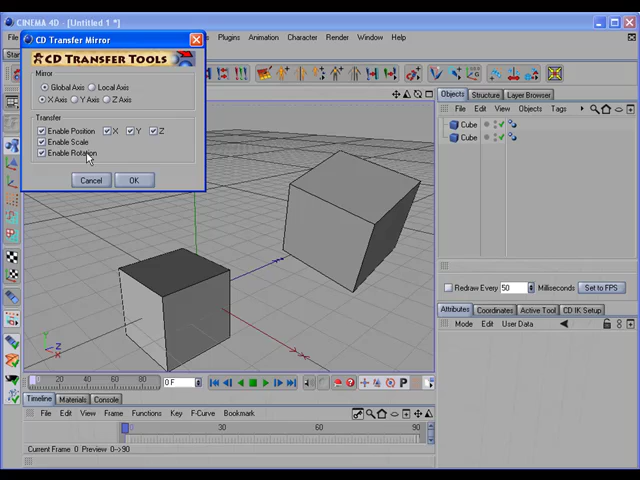 CINEMA 4D - [Untitled 1 *]
Plugins Animation Character Render Window Help
CD Transfer Mirror
CD TRANSFER TOOLS
Mirror
Global Axis Local Axis
X Axis Y Axis Z Axis
Transfer
Enable Position X Y Z
Enable Scale
Enable Rotation
Cancel OK
Objects Structure Layer Browser
File Edit View Objects Tags
Cube
Cube
Redraw Every 50 Milliseconds Set to FPS
Attributes Coordinates Active Tool CD IK Setup
Mode Edit User Data
Y
Z
X
0 20 40 60 80 0 F
Timeline Materials Console
File Edit View Frame Functions Key F-Curve Bookmark
0 30 60 90
Current Frame 0 Preview 0-->90